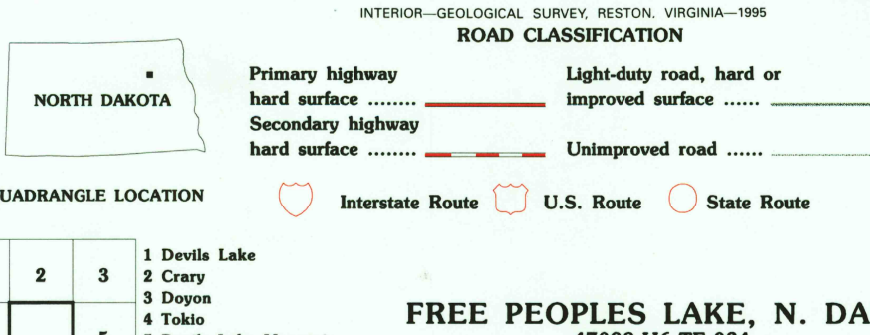 INTERIOR—GEOLOGICAL SURVEY, RESTON. VIRGINIA—1995
ROAD CLASSIFICATION
Primary highway
hard surface ........
Light-duty road, hard or
improved surface ......
Secondary highway
hard surface ........
Unimproved road ......
NORTH DAKOTA
UADRANGLE LOCATION
Interstate Route
U.S. Route
State Route
2 3
1 Devils Lake
2 Crary
3 Doyon
4 Tokio
FREE PEOPLES LAKE, N. DA